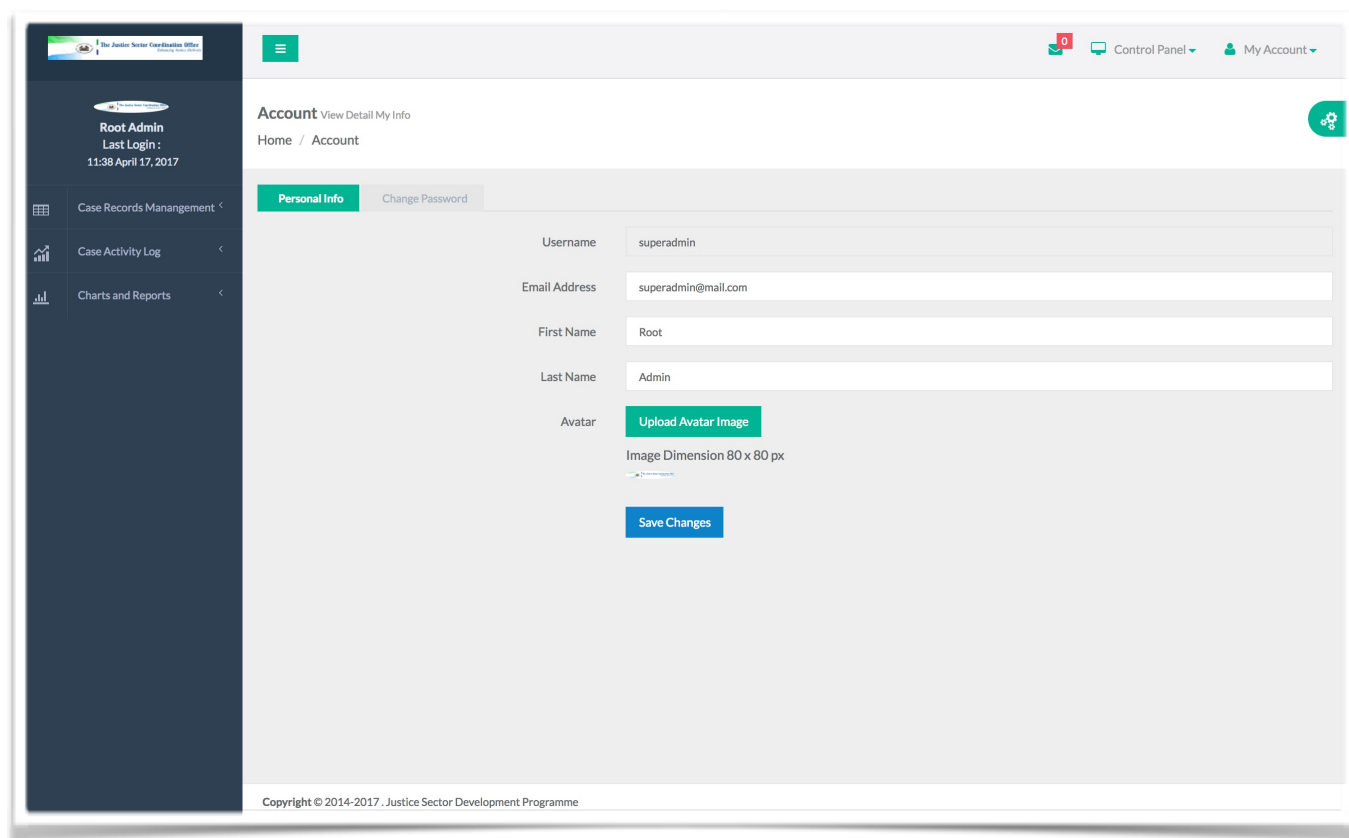 The Justice Sector Coordination Office
0
Control Panel
My Account
Root Admin
Last Login :
11:38 April 17, 2017
Case Records Manangement
Case Activity Log
Charts and Reports
Account View Detail My Info
Home / Account
Personal Info
Change Password
Username
superadmin
Email Address
superadmin@mail.com
First Name
Root
Last Name
Admin
Avatar
Upload Avatar Image
Image Dimension 80 x 80 px
Save Changes
Copyright © 2014-2017 . Justice Sector Development Programme